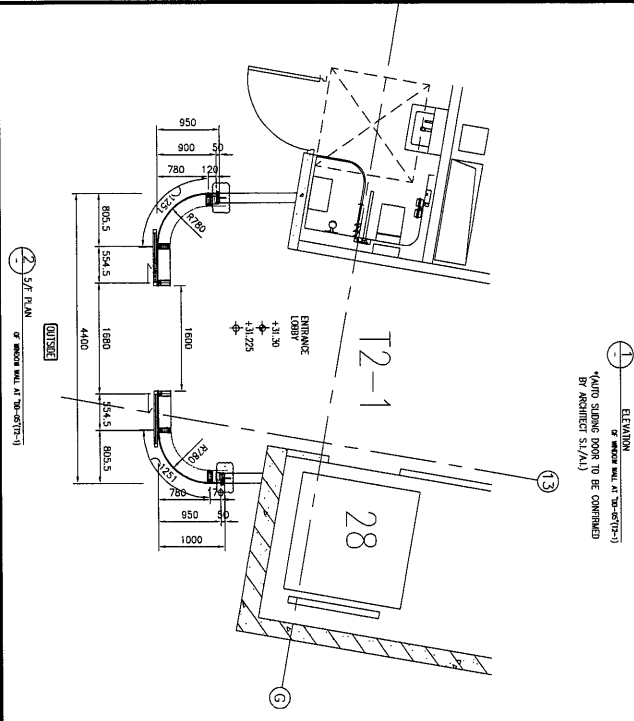 1
-
ELEVATION
OF WINDOW WALL AT "DD-05"(T2-1)
*(AUTO SLIDING DOOR TO BE CONFIRMED
BY ARCHITECT S.I./A.I.)
13
T2-1
28
G
ENTRANCE
LOBBY
+31.30
+31.225
950
900
50
780
120
1251
R780
805.5
554.5
1680
1600
4400
554.5
805.5
R780
1251
780
170
950
50
1000
OUTSIDE
2
-
5/F PLAN
OF WINDOW WALL AT "DD-05"(T2-1)